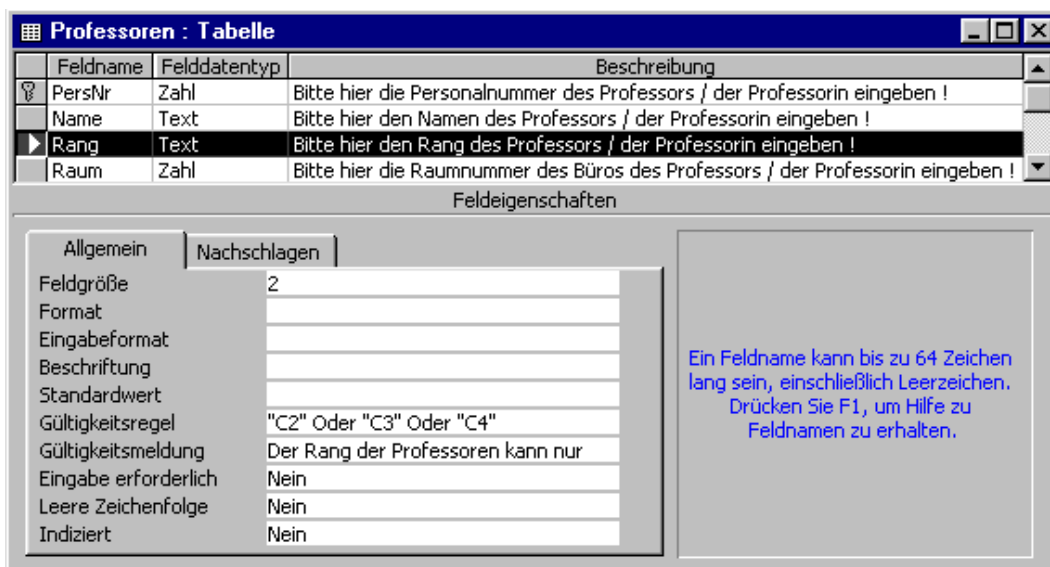 Professoren : Tabelle
Feldname Felddatentyp Beschreibung
PersNr Zahl Bitte hier die Personalnummer des Professors / der Professorin eingeben !
Name Text Bitte hier den Namen des Professors / der Professorin eingeben !
Rang Text Bitte hier den Rang des Professors / der Professorin eingeben !
Raum Zahl Bitte hier die Raumnummer des Büros des Professors / der Professorin eingeben !
Feldeigenschaften
Allgemein Nachschlagen
Feldgröße 2
Format
Eingabeformat
Beschriftung
Standardwert
Gültigkeitsregel "C2" Oder "C3" Oder "C4"
Gültigkeitsmeldung Der Rang der Professoren kann nur
Eingabe erforderlich Nein
Leere Zeichenfolge Nein
Indiziert Nein
Ein Feldname kann bis zu 64 Zeichen
lang sein, einschließlich Leerzeichen.
Drücken Sie F1, um Hilfe zu
Feldnamen zu erhalten.